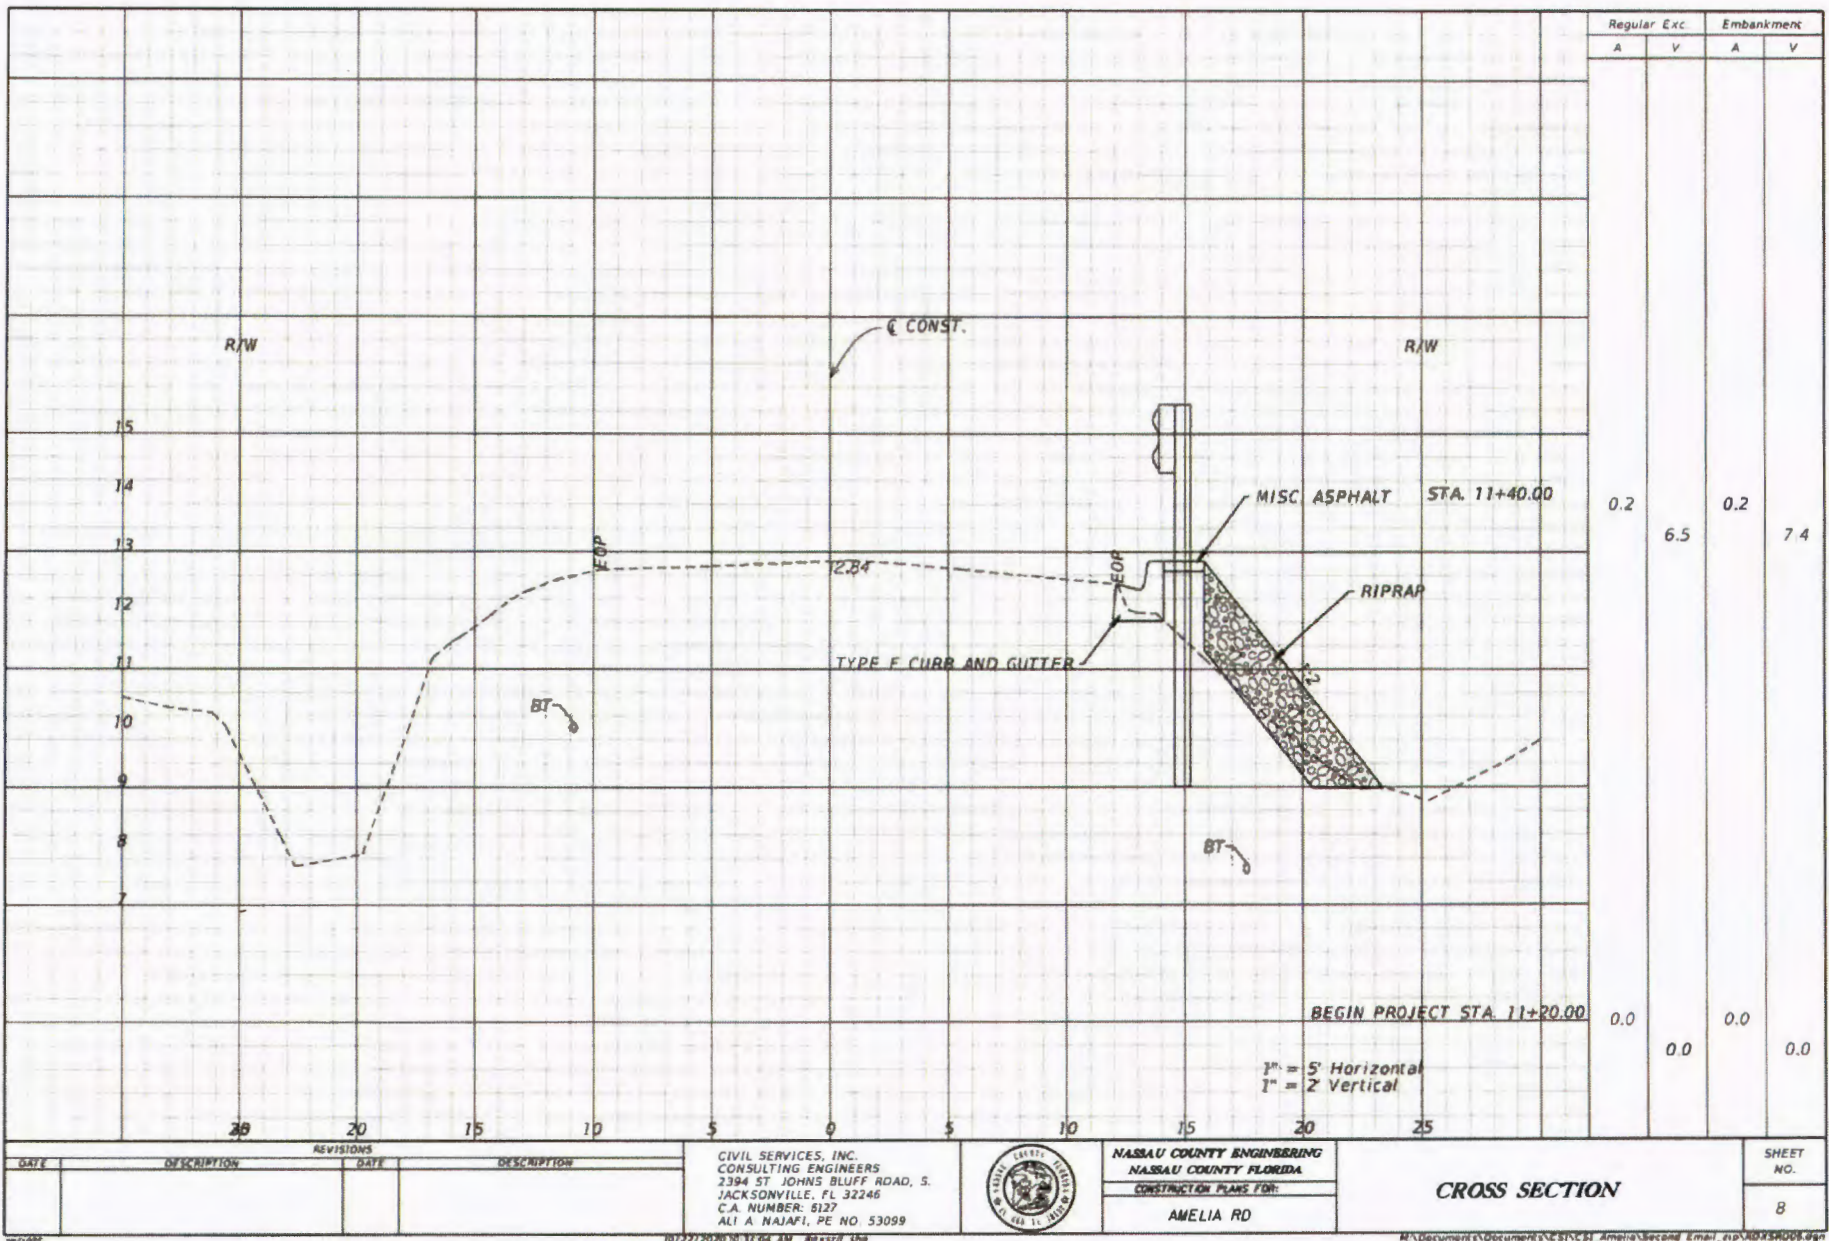 Regular Exc. Embankment
A V A V
R/W
℄ CONST.
R/W
15
14
MISC. ASPHALT STA. 11+40.00
0.2 0.2
6.5 7.4
13
EOP
12.84
EOP
12
RIPRAP
11
TYPE F CURB AND GUTTER
1:2
10
BT
9
8
BT
7
BEGIN PROJECT STA. 11+20.00
0.0 0.0
0.0 0.0
1" = 5' Horizontal
1" = 2' Vertical
20 15 10 5 0 5 10 15 20 25
REVISIONS
DATE DESCRIPTION DATE DESCRIPTION
CIVIL SERVICES, INC.
CONSULTING ENGINEERS
2394 ST JOHNS BLUFF ROAD, S.
JACKSONVILLE, FL 32246
C.A. NUMBER: 6127
ALI A NAJAFI, PE NO. 53099
NASSAU COUNTY FLORIDA
NASSAU COUNTY ENGINEERING
NASSAU COUNTY FLORIDA
CONSTRUCTION PLANS FOR:
AMELIA RD
CROSS SECTION
SHEET
NO.
8